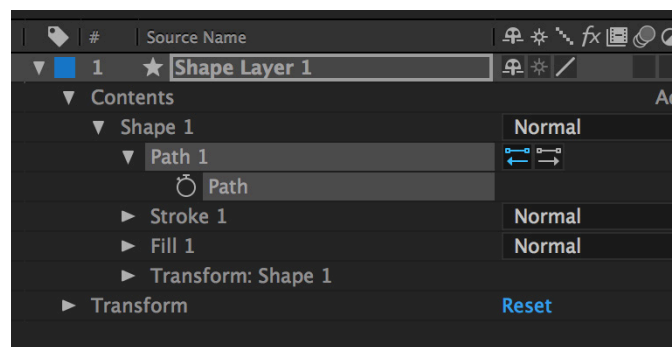 # Source Name fx
1 Shape Layer 1
Contents
Shape 1 Normal
Path 1
Path
Stroke 1 Normal
Fill 1 Normal
Transform: Shape 1
Transform Reset